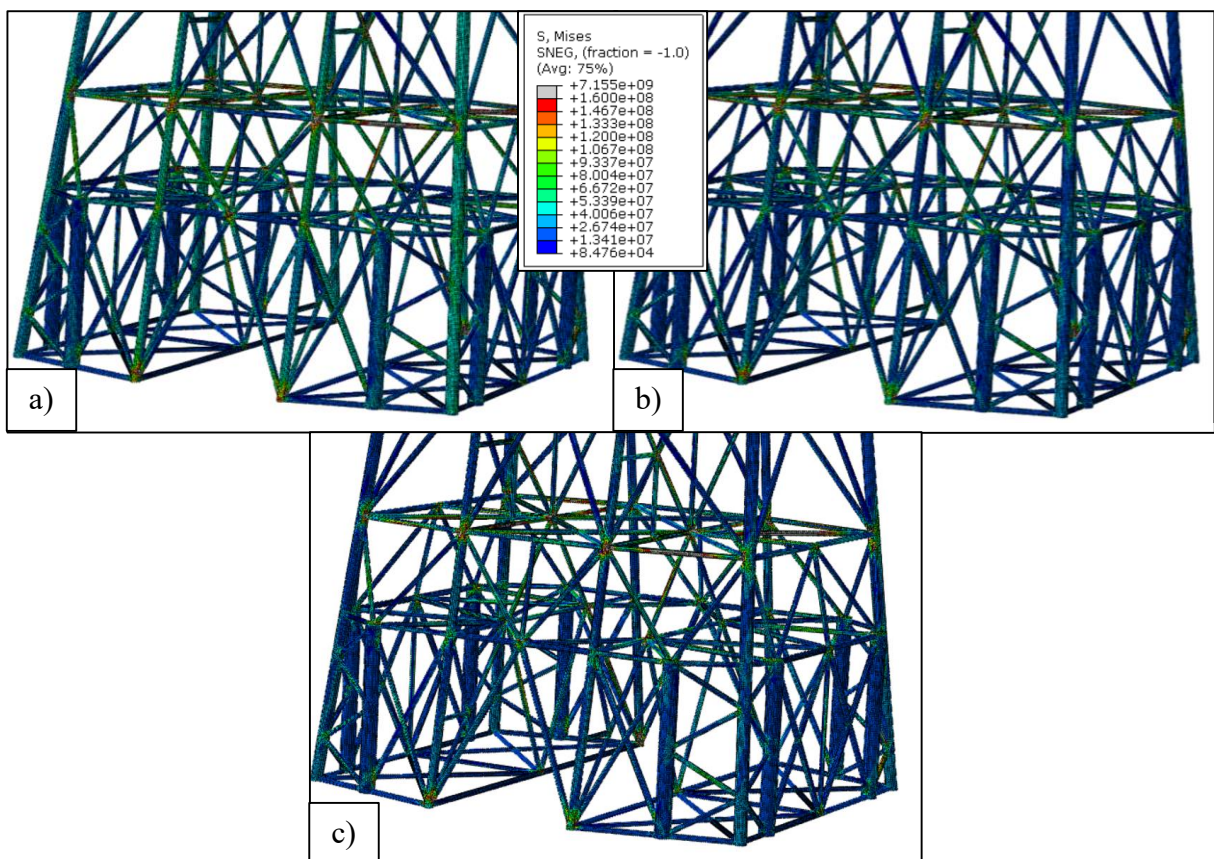 S, Mises
SNEG, (fraction = -1.0)
(Avg: 75%)
+7.155e+09
+1.600e+08
+1.467e+08
+1.333e+08
+1.200e+08
+1.067e+08
+9.337e+07
+8.004e+07
+6.672e+07
+5.339e+07
+4.006e+07
+2.674e+07
+1.341e+07
+8.476e+04
a)
b)
c)